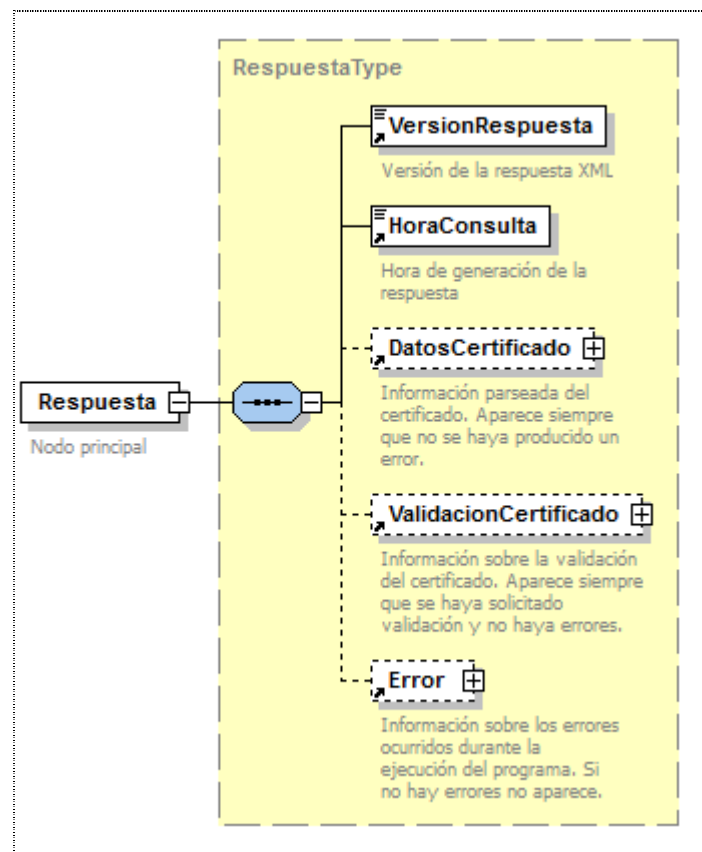 RespuestaType
VersionRespuesta
Versión de la respuesta XML
HoraConsulta
Hora de generación de la
respuesta
DatosCertificado
Información parseada del
certificado. Aparece siempre
que no se haya producido un
error.
Respuesta
Nodo principal
ValidacionCertificado
Información sobre la validación
del certificado. Aparece siempre
que se haya solicitado
validación y no haya errores.
Error
Información sobre los errores
ocurridos durante la
ejecución del programa. Si
no hay errores no aparece.